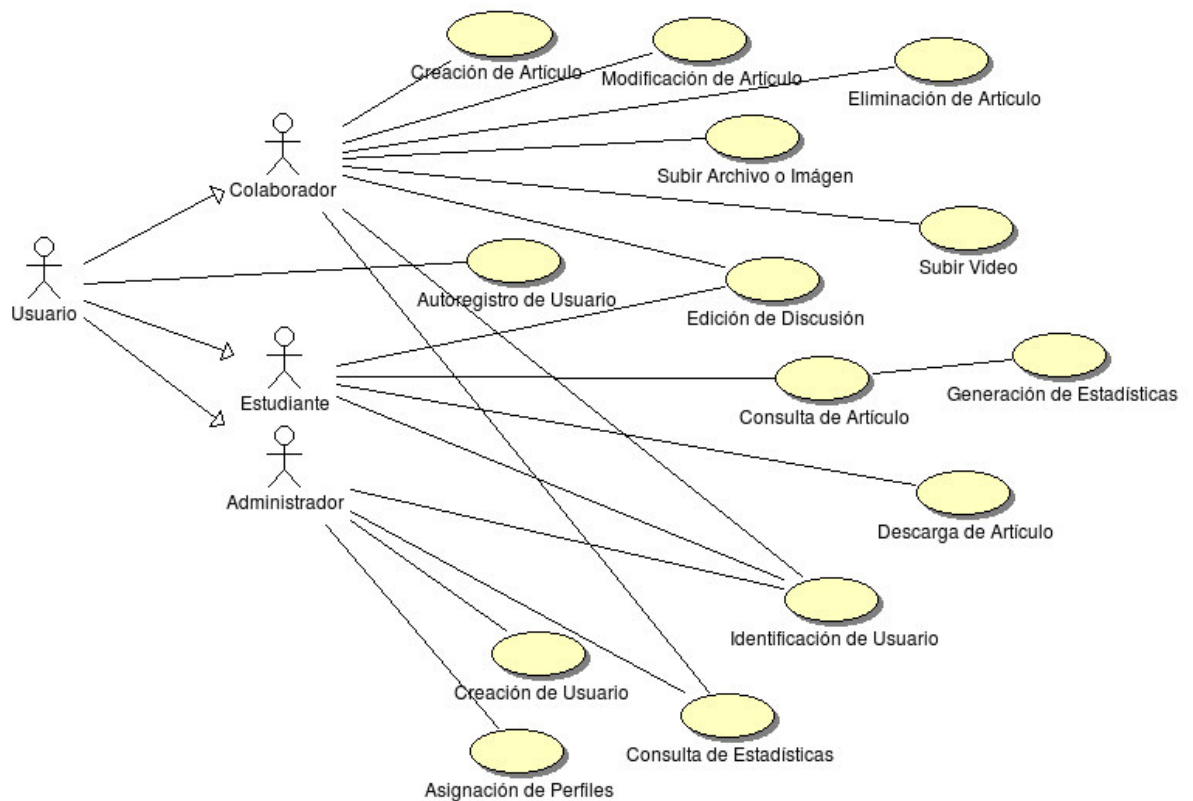 Creación de Artículo
Modificación de Artículo
Eliminación de Artículo
Subir Archivo o Imágen
Colaborador
Subir Video
Autoregistro de Usuario
Usuario
Edición de Discusión
Estudiante
Consulta de Artículo
Generación de Estadísticas
Administrador
Descarga de Artículo
Identificación de Usuario
Creación de Usuario
Consulta de Estadísticas
Asignación de Perfiles